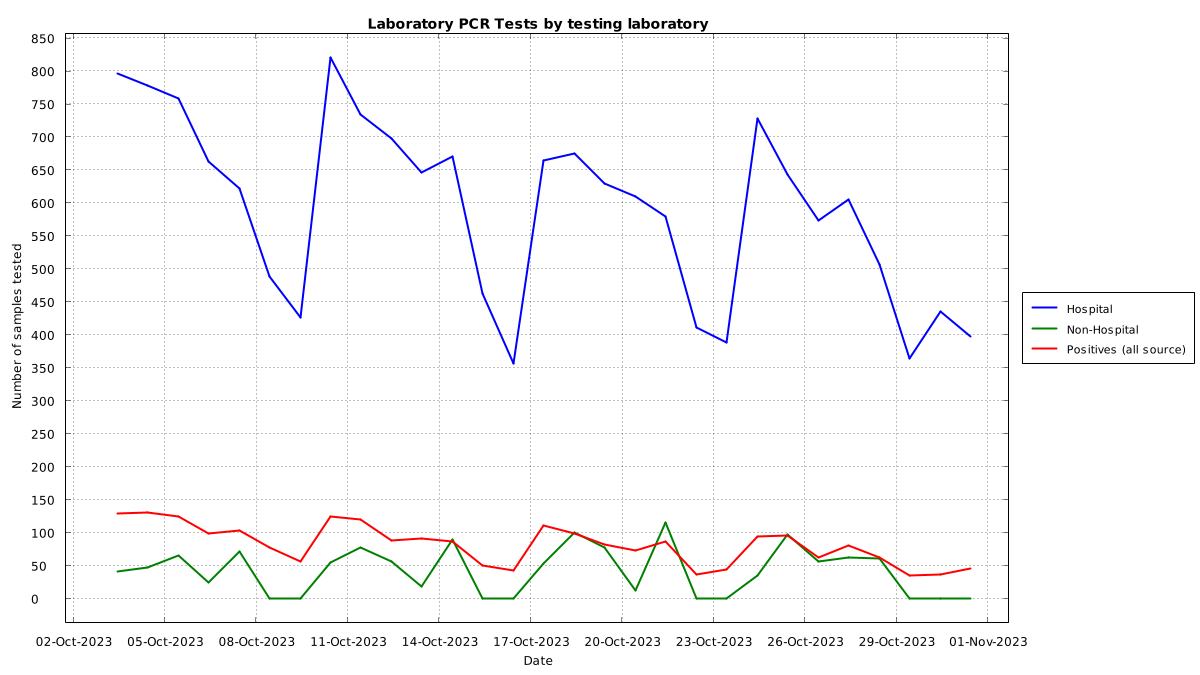 Laboratory PCR Tests by testing laboratory
850
800
750
700
650
600
550
500
450
400
350
300
250
200
150
100
50
0
Number of samples tested
02-Oct-2023 05-Oct-2023 08-Oct-2023 11-Oct-2023 14-Oct-2023 17-Oct-2023 20-Oct-2023 23-Oct-2023 26-Oct-2023 29-Oct-2023 01-Nov-2023
Date
Hospital
Non-Hospital
Positives (all source)